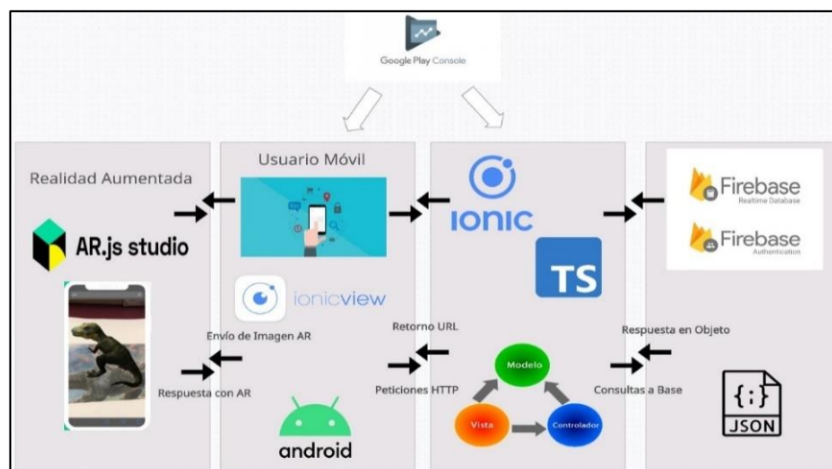 Google Play Console
Realidad Aumentada
AR.js studio
Envío de Imagen AR
Respuesta con AR
Usuario Móvil
ionicview
android
Retorno URL
Peticiones HTTP
IONIC
TS
Modelo
Vista
Controlador
Respuesta en Objeto
Consultas a Base
Firebase
Realtime Database
Firebase
Authentication
{;}
JSON